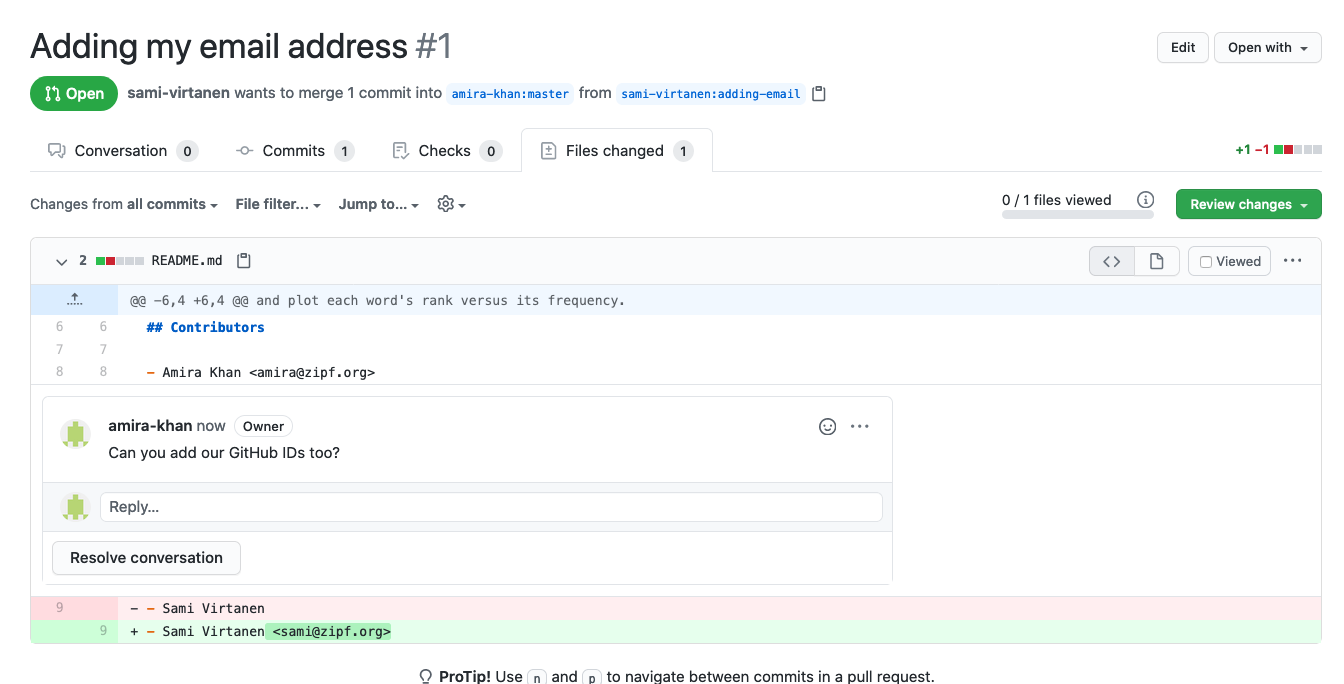 Adding my email address #1
Edit
Open with
Open
sami-virtanen wants to merge 1 commit into amira-khan:master from sami-virtanen:adding-email
Conversation 0
Commits 1
Checks 0
Files changed 1
+1 −1
Changes from all commits
File filter...
Jump to...
0 / 1 files viewed
Review changes
2 README.md
Viewed
@@ -6,4 +6,4 @@ and plot each word's rank versus its frequency.
6 6 ## Contributors
7 7
8 8 - Amira Khan <amira@zipf.org>
amira-khan now Owner
Can you add our GitHub IDs too?
Reply...
Resolve conversation
9 - - Sami Virtanen
9 + - Sami Virtanen <sami@zipf.org>
ProTip! Use n and p to navigate between commits in a pull request.